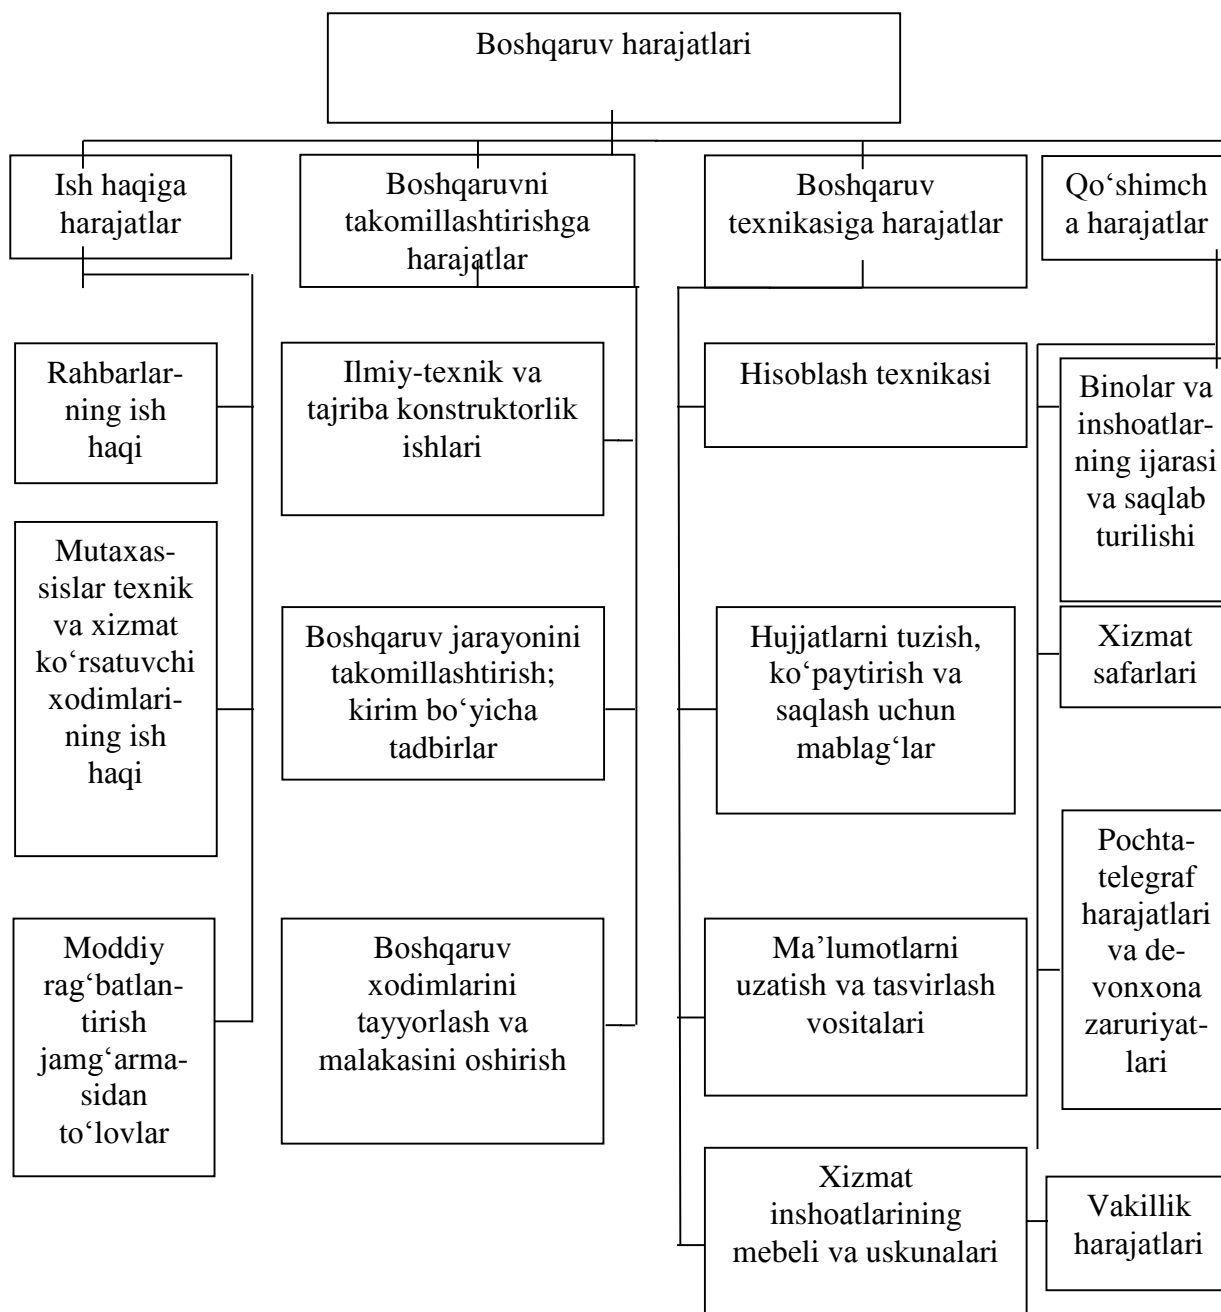 Boshqaruv harajatlari
Ish haqiga
harajatlar
Boshqaruvni
takomillashtirishga
harajatlar
Boshqaruv
texnikasiga harajatlar
Qo‘shimch
a harajatlar
Rahbarlar-
ning ish
haqi
Mutaxas-
sislar texnik
va xizmat
ko‘rsatuvchi
xodimlari-
ning ish
haqi
Moddiy
rag‘batlan-
tirish
jamg‘arma-
sidan
to‘lovlar
Ilmiy-texnik va
tajriba konstruktorlik
ishlari
Boshqaruv jarayonini
takomillashtirish;
kirim bo‘yicha
tadbirlar
Boshqaruv
xodimlarini
tayyorlash va
malakasini oshirish
Hisoblash texnikasi
Hujjatlarni tuzish,
ko‘paytirish va
saqlash uchun
mablag‘lar
Ma’lumotlarni
uzatish va tasvirlash
vositalari
Xizmat
inshoatlarining
mebeli va uskunalari
Binolar va
inshoatlar-
ning ijarasi
va saqlab
turilishi
Xizmat
safarlari
Pochta-
telegraf
harajatlari
va de-
vonxona
zaruriyat-
lari
Vakillik
harajatlari